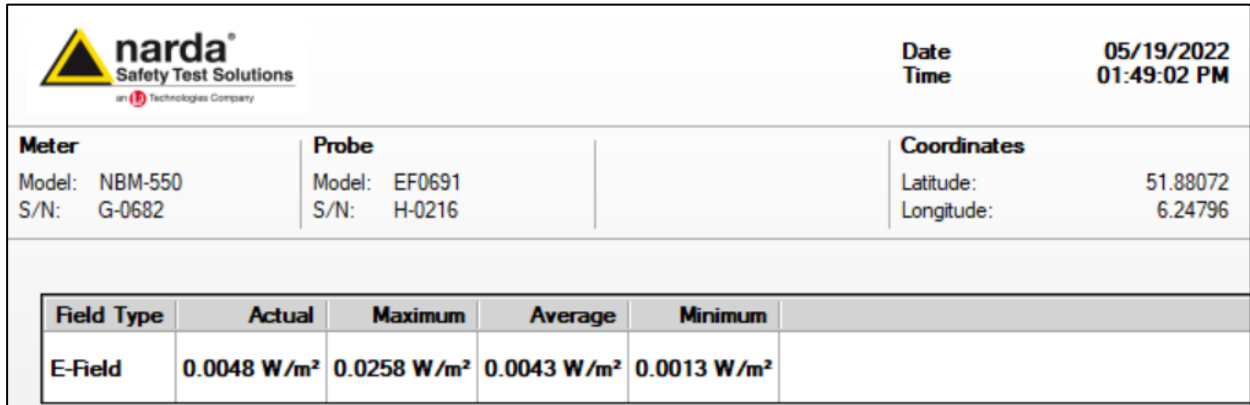 narda®
Safety Test Solutions
an L3 Technologies Company
Date 05/19/2022
Time 01:49:02 PM
Meter Probe Coordinates
Model: NBM-550 Model: EF0691 Latitude: 51.88072
S/N: G-0682 S/N: H-0216 Longitude: 6.24796
Field Type Actual Maximum Average Minimum
E-Field 0.0048 W/m² 0.0258 W/m² 0.0043 W/m² 0.0013 W/m²